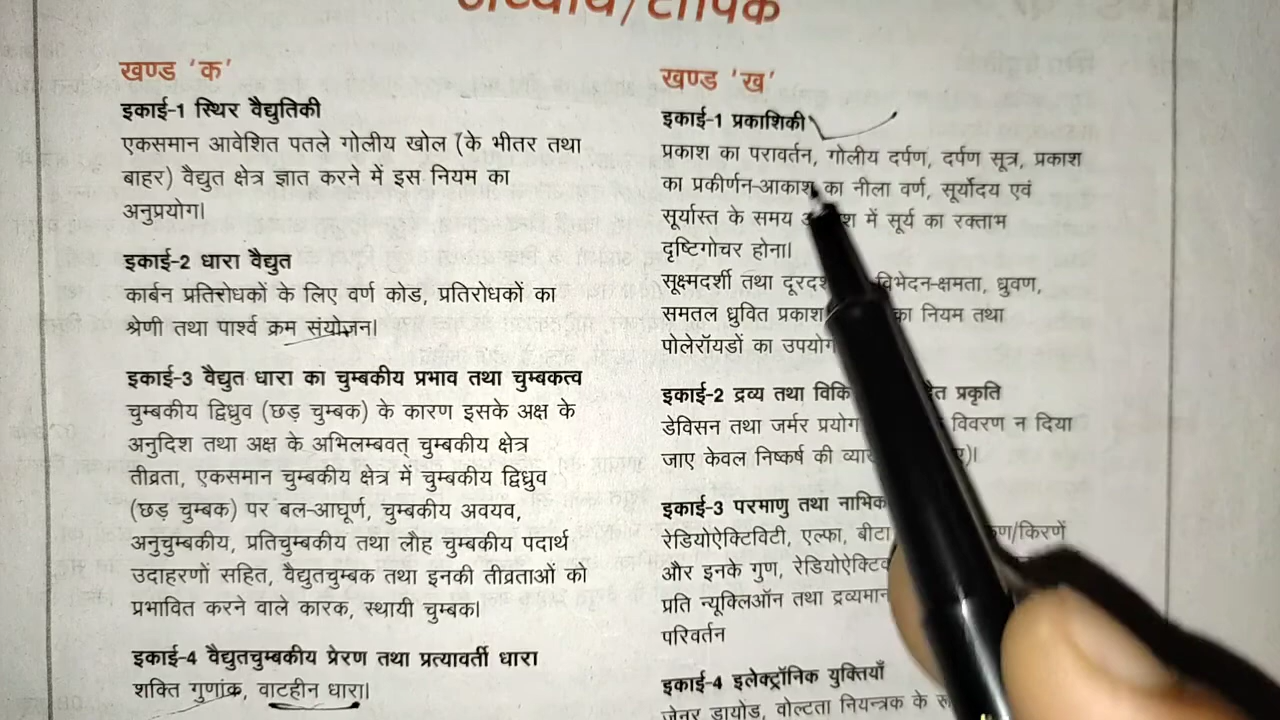 अध्याय/टॉपिक
खण्ड 'क'
इकाई-1 स्थिर वैद्युतिकी
एकसमान आवेशित पतले गोलीय खोल (के भीतर तथा
बाहर) वैद्युत क्षेत्र ज्ञात करने में इस नियम का
अनुप्रयोग।
इकाई-2 धारा वैद्युत
कार्बन प्रतिरोधकों के लिए वर्ण कोड, प्रतिरोधकों का
श्रेणी तथा पार्श्व क्रम संयोजन।
इकाई-3 वैद्युत धारा का चुम्बकीय प्रभाव तथा चुम्बकत्व
चुम्बकीय द्विध्रुव (छड़ चुम्बक) के कारण इसके अक्ष के
अनुदिश तथा अक्ष के अभिलम्बवत् चुम्बकीय क्षेत्र
तीव्रता, एकसमान चुम्बकीय क्षेत्र में चुम्बकीय द्विध्रुव
(छड़ चुम्बक) पर बल-आघूर्ण, चुम्बकीय अवयव,
अनुचुम्बकीय, प्रतिचुम्बकीय तथा लौह चुम्बकीय पदार्थ
उदाहरणों सहित, वैद्युतचुम्बक तथा इनकी तीव्रताओं को
प्रभावित करने वाले कारक, स्थायी चुम्बक।
इकाई-4 वैद्युतचुम्बकीय प्रेरण तथा प्रत्यावर्ती धारा
शक्ति गुणांक, वाटहीन धारा।
खण्ड 'ख'
इकाई-1 प्रकाशिकी
प्रकाश का परावर्तन, गोलीय दर्पण, दर्पण सूत्र, प्रकाश
का प्रकीर्णन-आकाश का नीला वर्ण, सूर्योदय एवं
सूर्यास्त के समय में सूर्य का रक्ताभ
दृष्टिगोचर होना।
सूक्ष्मदर्शी तथा विभेदन-क्षमता, ध्रुवण,
समतल ध्रुवित प्रकाश का नियम तथा
पोलेरॉयडों का उपयोग
इकाई-2 द्रव्य तथा प्रकृति
डेविसन तथा जर्मर प्रयोग विवरण न दिया
जाए केवल निष्कर्ष की
इकाई-3 परमाणु तथा
रेडियोऐक्टिविटी, एल्फा, बीटा
और इनके गुण,
प्रति न्यूक्लिऑन तथा
परिवर्तन
इकाई-4 इलेक्ट्रॉनिक युक्तियाँ
जेनर डायोड, वोल्टता नियन्त्रक के